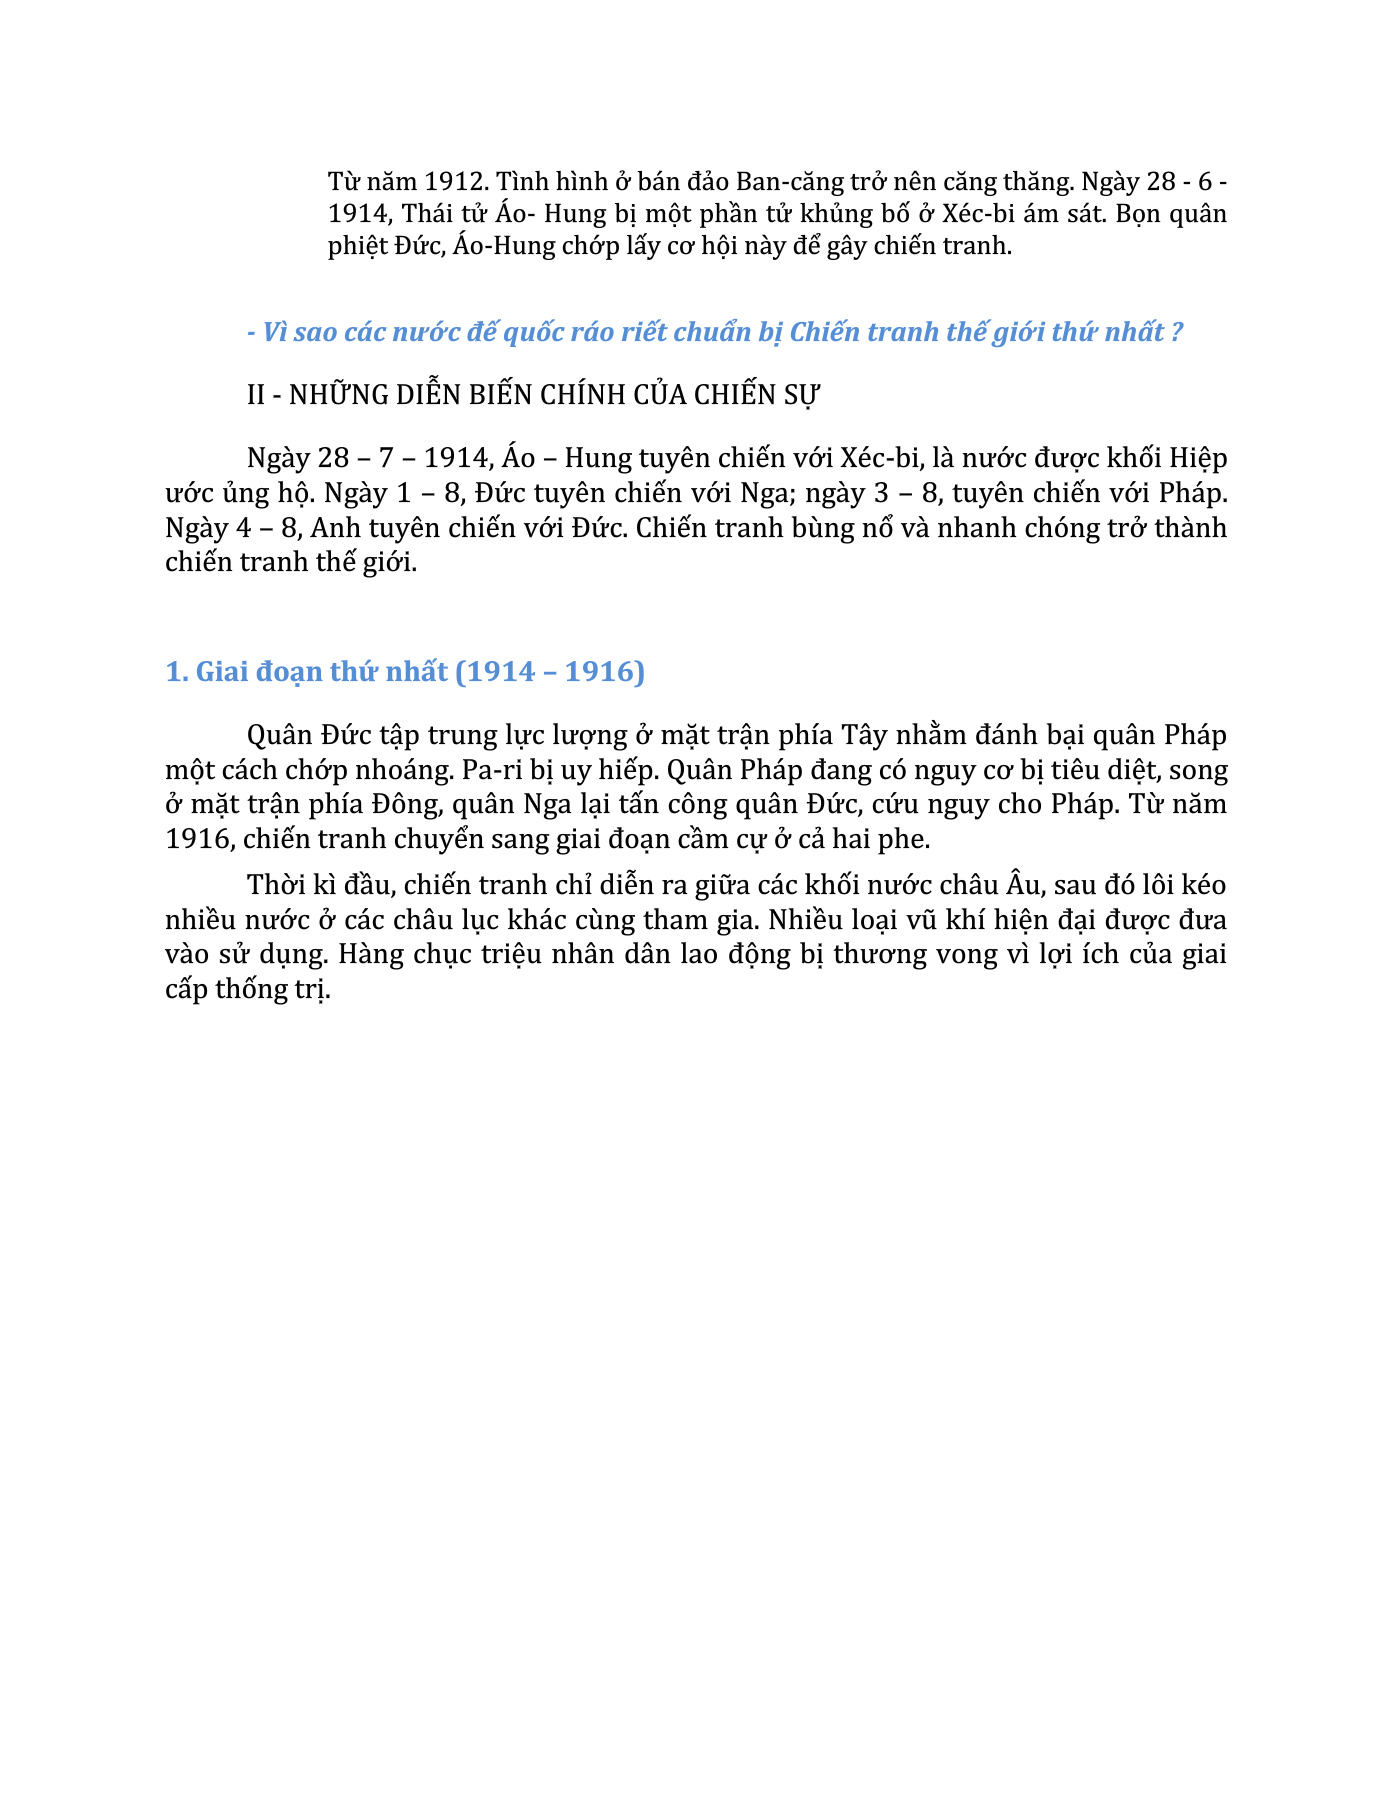 Từ năm 1912. Tình hình ở bán đảo Ban-căng trở nên căng thăng. Ngày 28 - 6 -
1914, Thái tử Áo- Hung bị một phần tử khủng bố ở Xéc-bi ám sát. Bọn quân
phiệt Đức, Áo-Hung chớp lấy cơ hội này để gây chiến tranh.
- Vì sao các nước đế quốc ráo riết chuẩn bị Chiến tranh thế giới thứ nhất ?
II - NHỮNG DIỄN BIẾN CHÍNH CỦA CHIẾN SỰ
Ngày 28 – 7 – 1914, Áo – Hung tuyên chiến với Xéc-bi, là nước được khối Hiệp
ước ủng hộ. Ngày 1 – 8, Đức tuyên chiến với Nga; ngày 3 – 8, tuyên chiến với Pháp.
Ngày 4 – 8, Anh tuyên chiến với Đức. Chiến tranh bùng nổ và nhanh chóng trở thành
chiến tranh thế giới.
1. Giai đoạn thứ nhất (1914 – 1916)
Quân Đức tập trung lực lượng ở mặt trận phía Tây nhằm đánh bại quân Pháp
một cách chớp nhoáng. Pa-ri bị uy hiếp. Quân Pháp đang có nguy cơ bị tiêu diệt, song
ở mặt trận phía Đông, quân Nga lại tấn công quân Đức, cứu nguy cho Pháp. Từ năm
1916, chiến tranh chuyển sang giai đoạn cầm cự ở cả hai phe.
Thời kì đầu, chiến tranh chỉ diễn ra giữa các khối nước châu Âu, sau đó lôi kéo
nhiều nước ở các châu lục khác cùng tham gia. Nhiều loại vũ khí hiện đại được đưa
vào sử dụng. Hàng chục triệu nhân dân lao động bị thương vong vì lợi ích của giai
cấp thống trị.